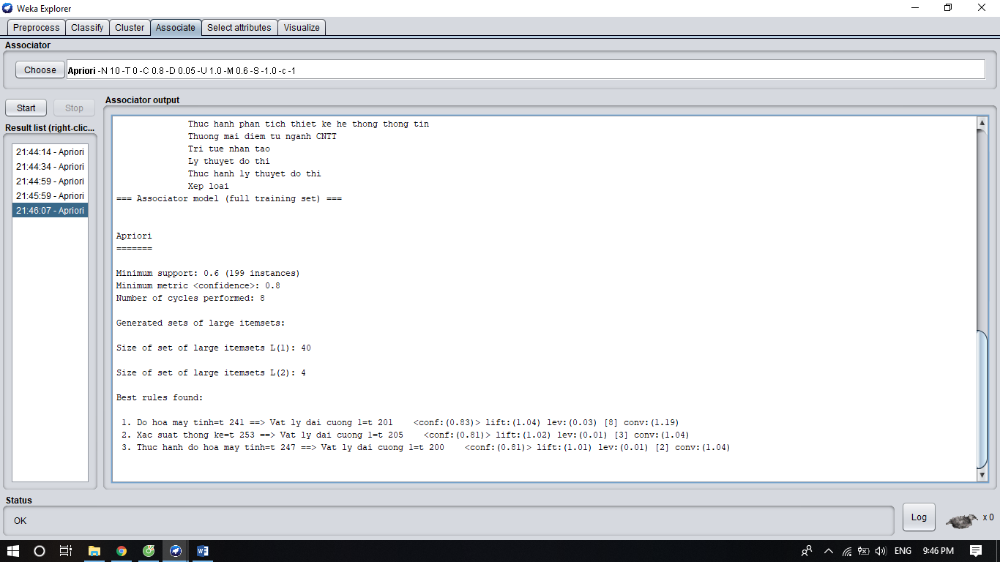 Weka Explorer
Preprocess Classify Cluster Associate Select attributes Visualize
Associator
Choose Apriori -N 10 -T 0 -C 0.8 -D 0.05 -U 1.0 -M 0.6 -S -1.0 -c -1
Start Stop
Result list (right-clic...
21:44:14 - Apriori
21:44:34 - Apriori
21:44:59 - Apriori
21:45:59 - Apriori
21:46:07 - Apriori
Associator output
Thuc hanh phan tich thiet ke he thong thong tin
Thuong mai diem tu nganh CNTT
Tri tue nhan tao
Ly thuyet do thi
Thuc hanh ly thuyet do thi
Xep loai
=== Associator model (full training set) ===
Apriori
=======
Minimum support: 0.6 (199 instances)
Minimum metric <confidence>: 0.8
Number of cycles performed: 8
Generated sets of large itemsets:
Size of set of large itemsets L(1): 40
Size of set of large itemsets L(2): 4
Best rules found:
1. Do hoa may tinh=t 241 ==> Vat ly dai cuong 1=t 201 <conf:(0.83)> lift:(1.04) lev:(0.03) [8] conv:(1.19)
2. Xac suat thong ke=t 253 ==> Vat ly dai cuong 1=t 205 <conf:(0.81)> lift:(1.02) lev:(0.01) [3] conv:(1.04)
3. Thuc hanh do hoa may tinh=t 247 ==> Vat ly dai cuong 1=t 200 <conf:(0.81)> lift:(1.01) lev:(0.01) [2] conv:(1.04)
Status
OK
Log
x 0
ENG 9:46 PM